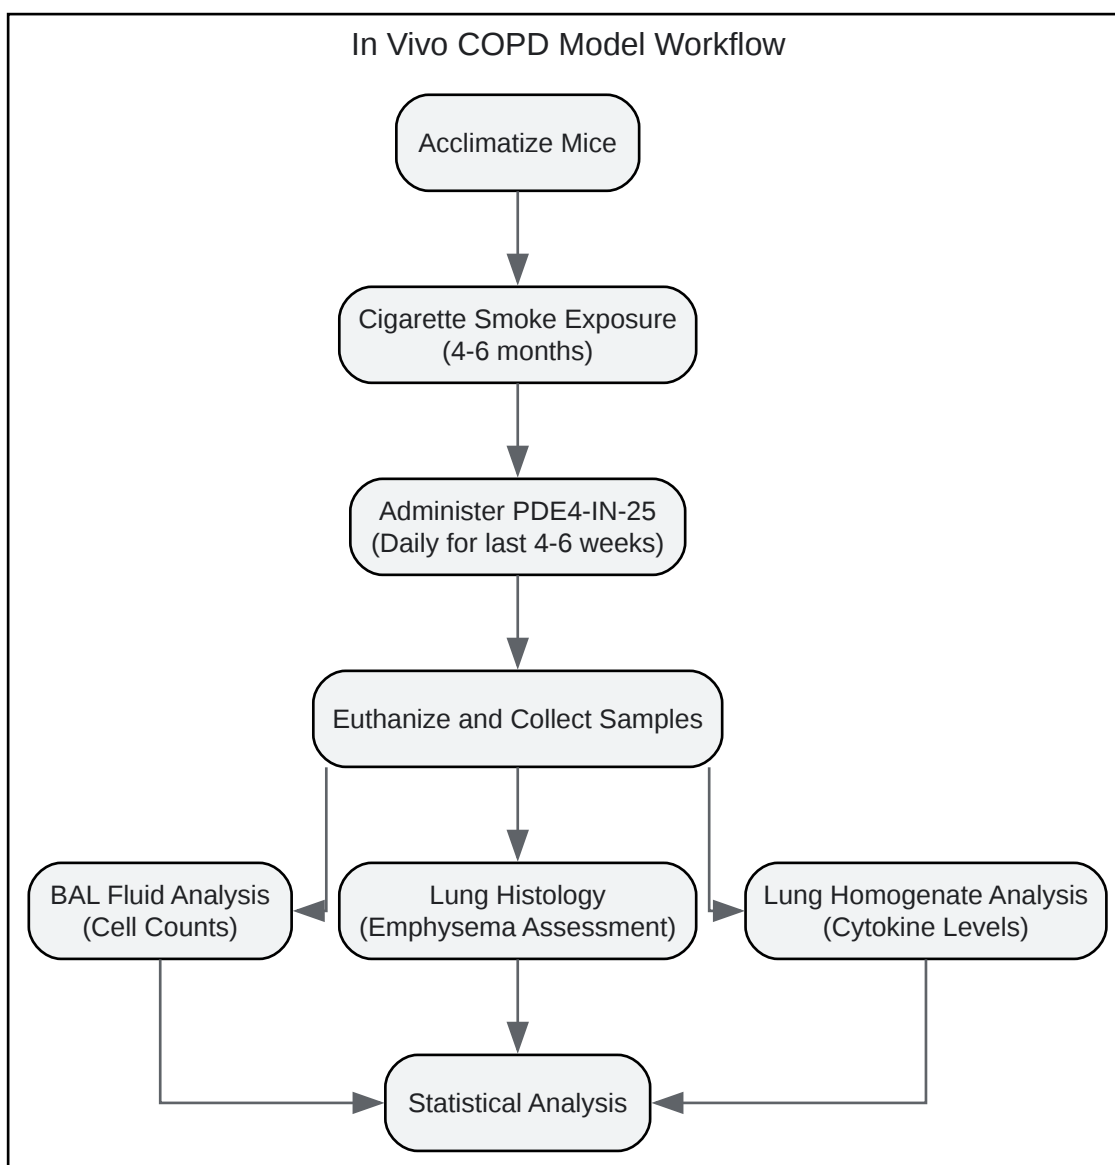 In Vivo COPD Model Workflow
Acclimatize Mice
Cigarette Smoke Exposure
(4-6 months)
Administer PDE4-IN-25
(Daily for last 4-6 weeks)
Euthanize and Collect Samples
BAL Fluid Analysis
(Cell Counts)
Lung Histology
(Emphysema Assessment)
Lung Homogenate Analysis
(Cytokine Levels)
Statistical Analysis